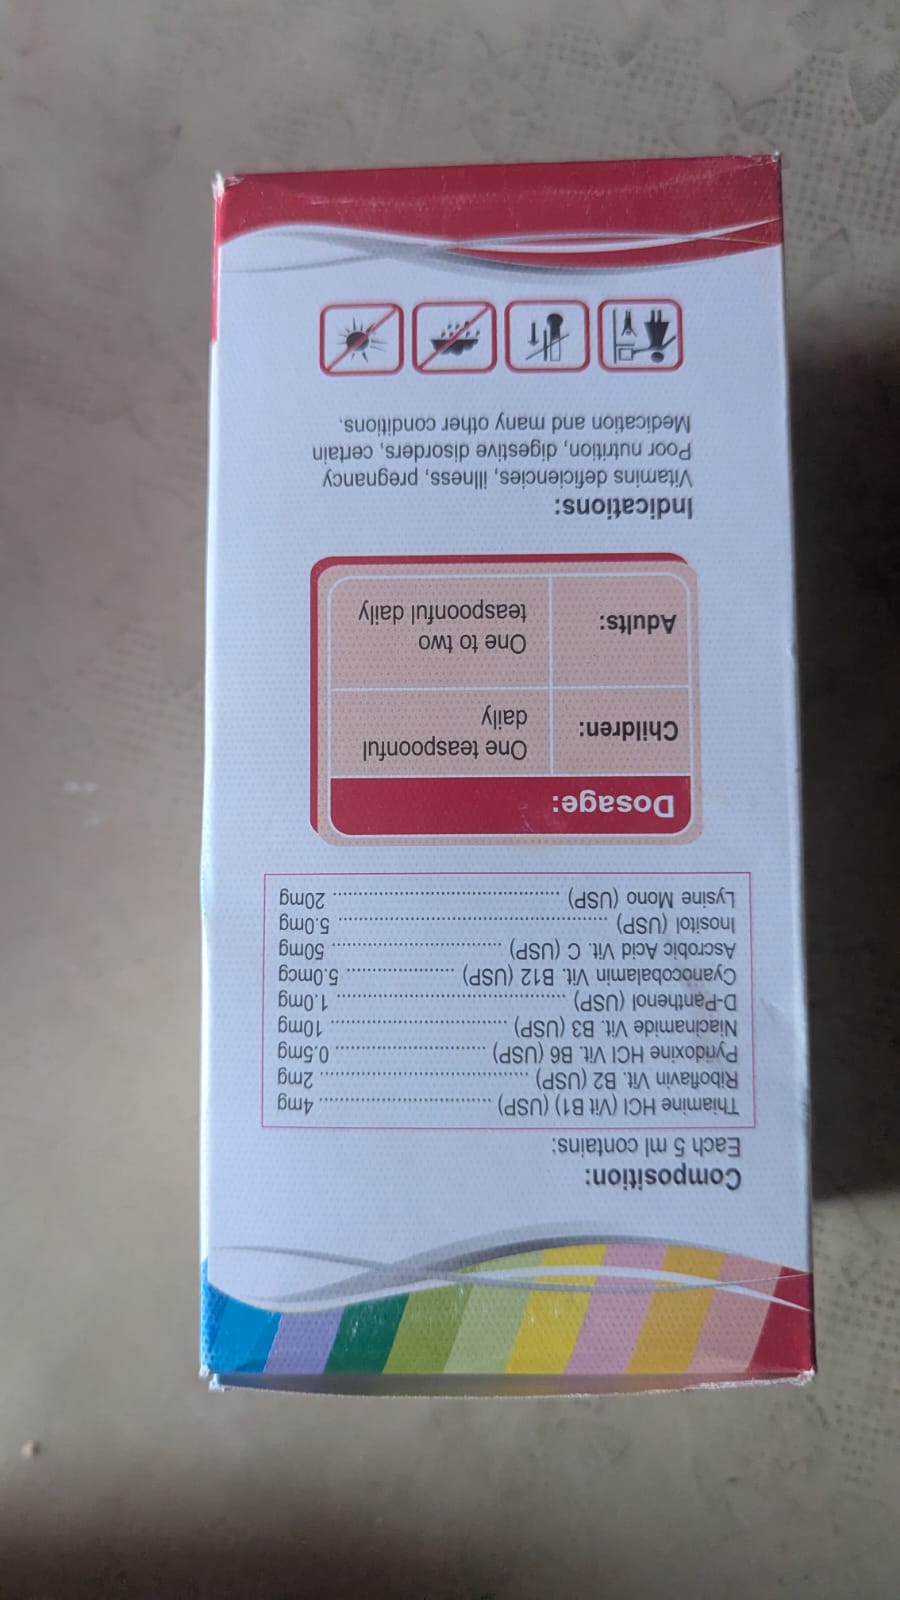 Composition:
Each 5 ml contains:
Thiamine HCl (Vit B1) (USP) ................................ 4mg
Riboflavin Vit. B2 (USP) ....................................... 2mg
Pyridoxine HCl Vit. B6 (USP) ............................ 0.5mg
Niacinamide Vit. B3 (USP) ................................. 10mg
D-Panthenol (USP) ........................................... 1.0mg
Cyanocobalamin Vit. B12 (USP) ..................... 5.0mcg
Ascrobic Acid Vit. C (USP) ................................ 50mg
Inositol (USP) ................................................... 5.0mg
Lysine Mono (USP) ........................................... 20mg
Dosage:
Children: One teaspoonful
daily
Adults: One to two
teaspoonful daily
Indications:
Vitamins deficiencies, illness, pregnancy
Poor nutrition, digestive disorders, certain
Medication and many other conditions.